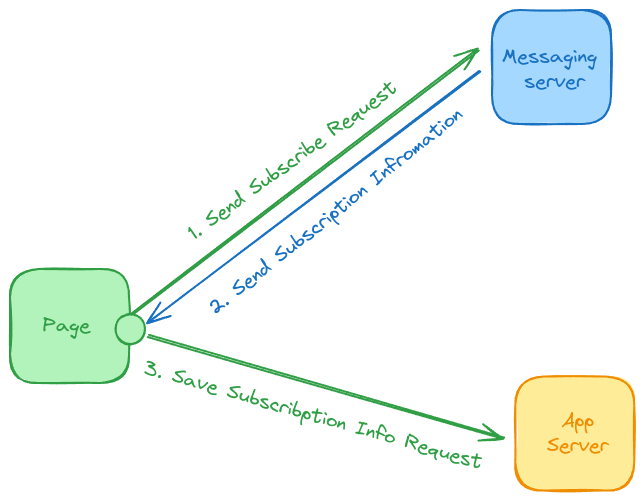 Messaging
server
1. Send Subscribe Request
2. Send Subscription Infromation
Page
3. Save Subscribption Info Request
App
Server